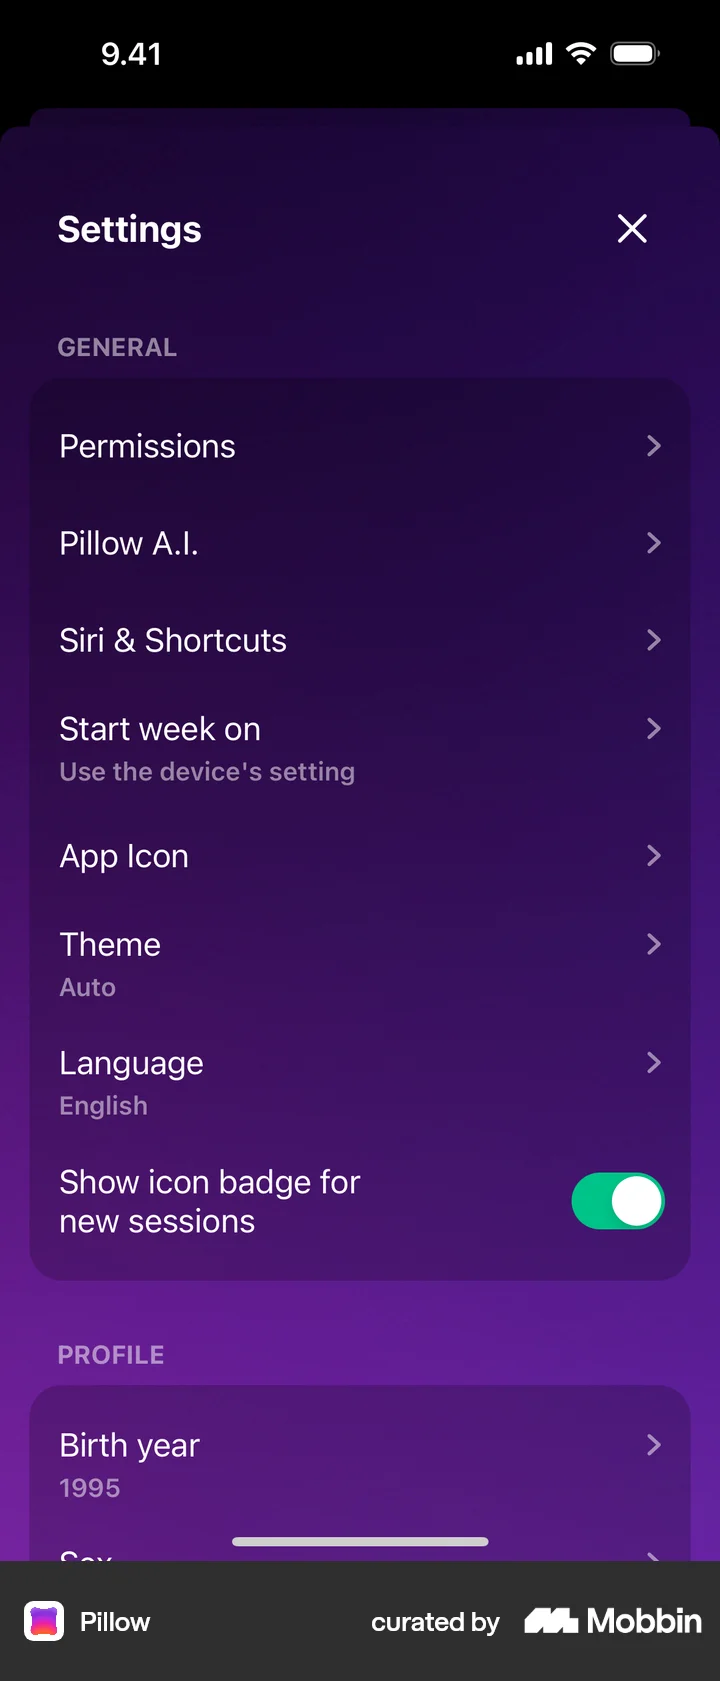 9.41
Settings
GENERAL
Permissions
Pillow A.I.
Siri & Shortcuts
Start week on
Use the device's setting
App Icon
Theme
Auto
Language
English
Show icon badge for
new sessions
PROFILE
Birth year
1995
Sex
Pillow
curated by Mobbin